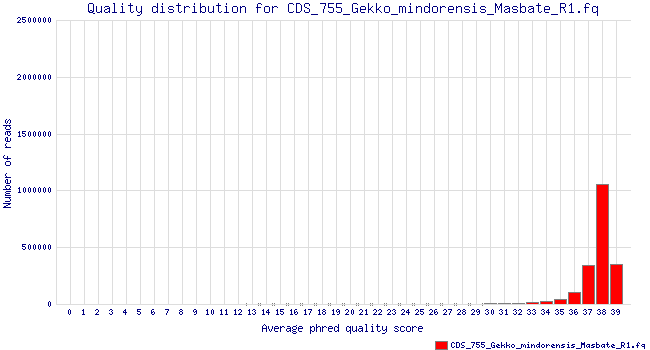 Quality distribution for CDS_755_Gekko_mindorensis_Masbate_R1.fq
2500000
2000000
1500000
1000000
500000
0
Number of reads
0 1 2 3 4 5 6 7 8 9 10 11 12 13 14 15 16 17 18 19 20 21 22 23 24 25 26 27 28 29 30 31 32 33 34 35 36 37 38 39
Average phred quality score
CDS_755_Gekko_mindorensis_Masbate_R1.fq